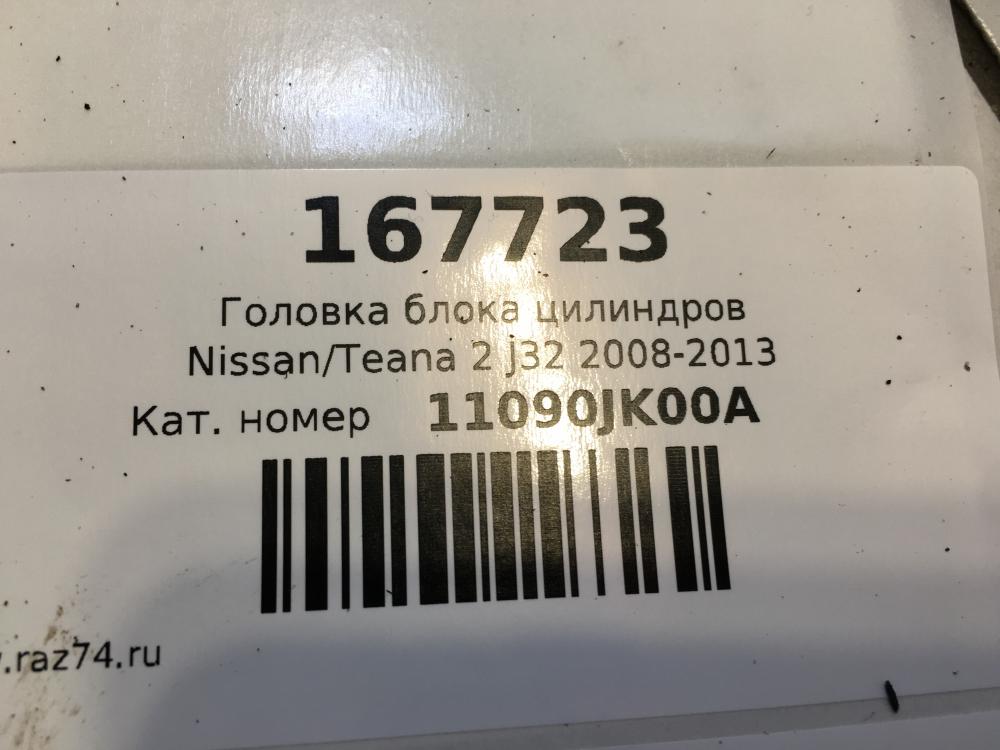 167723
Головка блока цилиндров
Nissan/Teana 2 J32 2008-2013
Кат. номер 11090JK00A
.raz74.ru